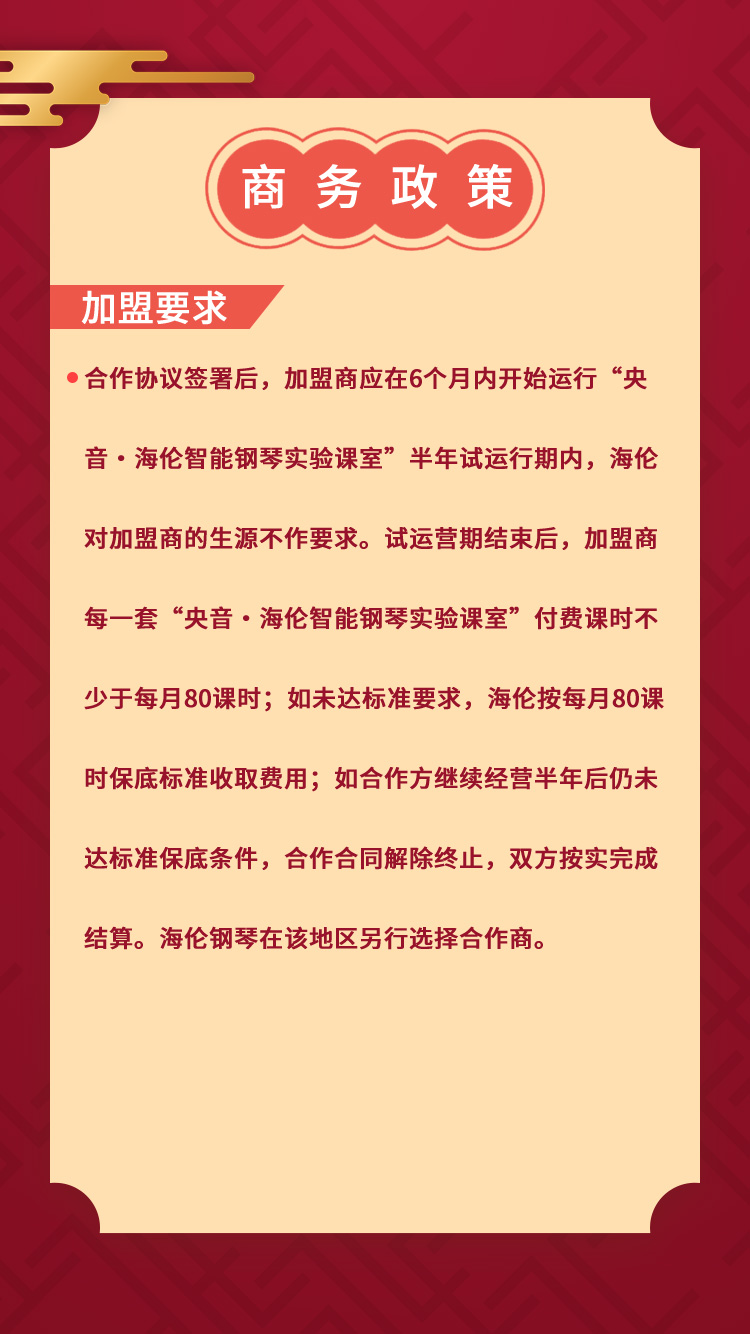 商务政策
加盟要求
合作协议签署后，加盟商应在6个月内开始运行“央
音·海伦智能钢琴实验课室”半年试运行期内，海伦
对加盟商的生源不作要求。试运营期结束后，加盟商
每一套“央音·海伦智能钢琴实验课室”付费课时不
少于每月80课时；如未达标准要求，海伦按每月80课
时保底标准收取费用；如合作方继续经营半年后仍未
达标准保底条件，合作合同解除终止，双方按实完成
结算。海伦钢琴在该地区另行选择合作商。